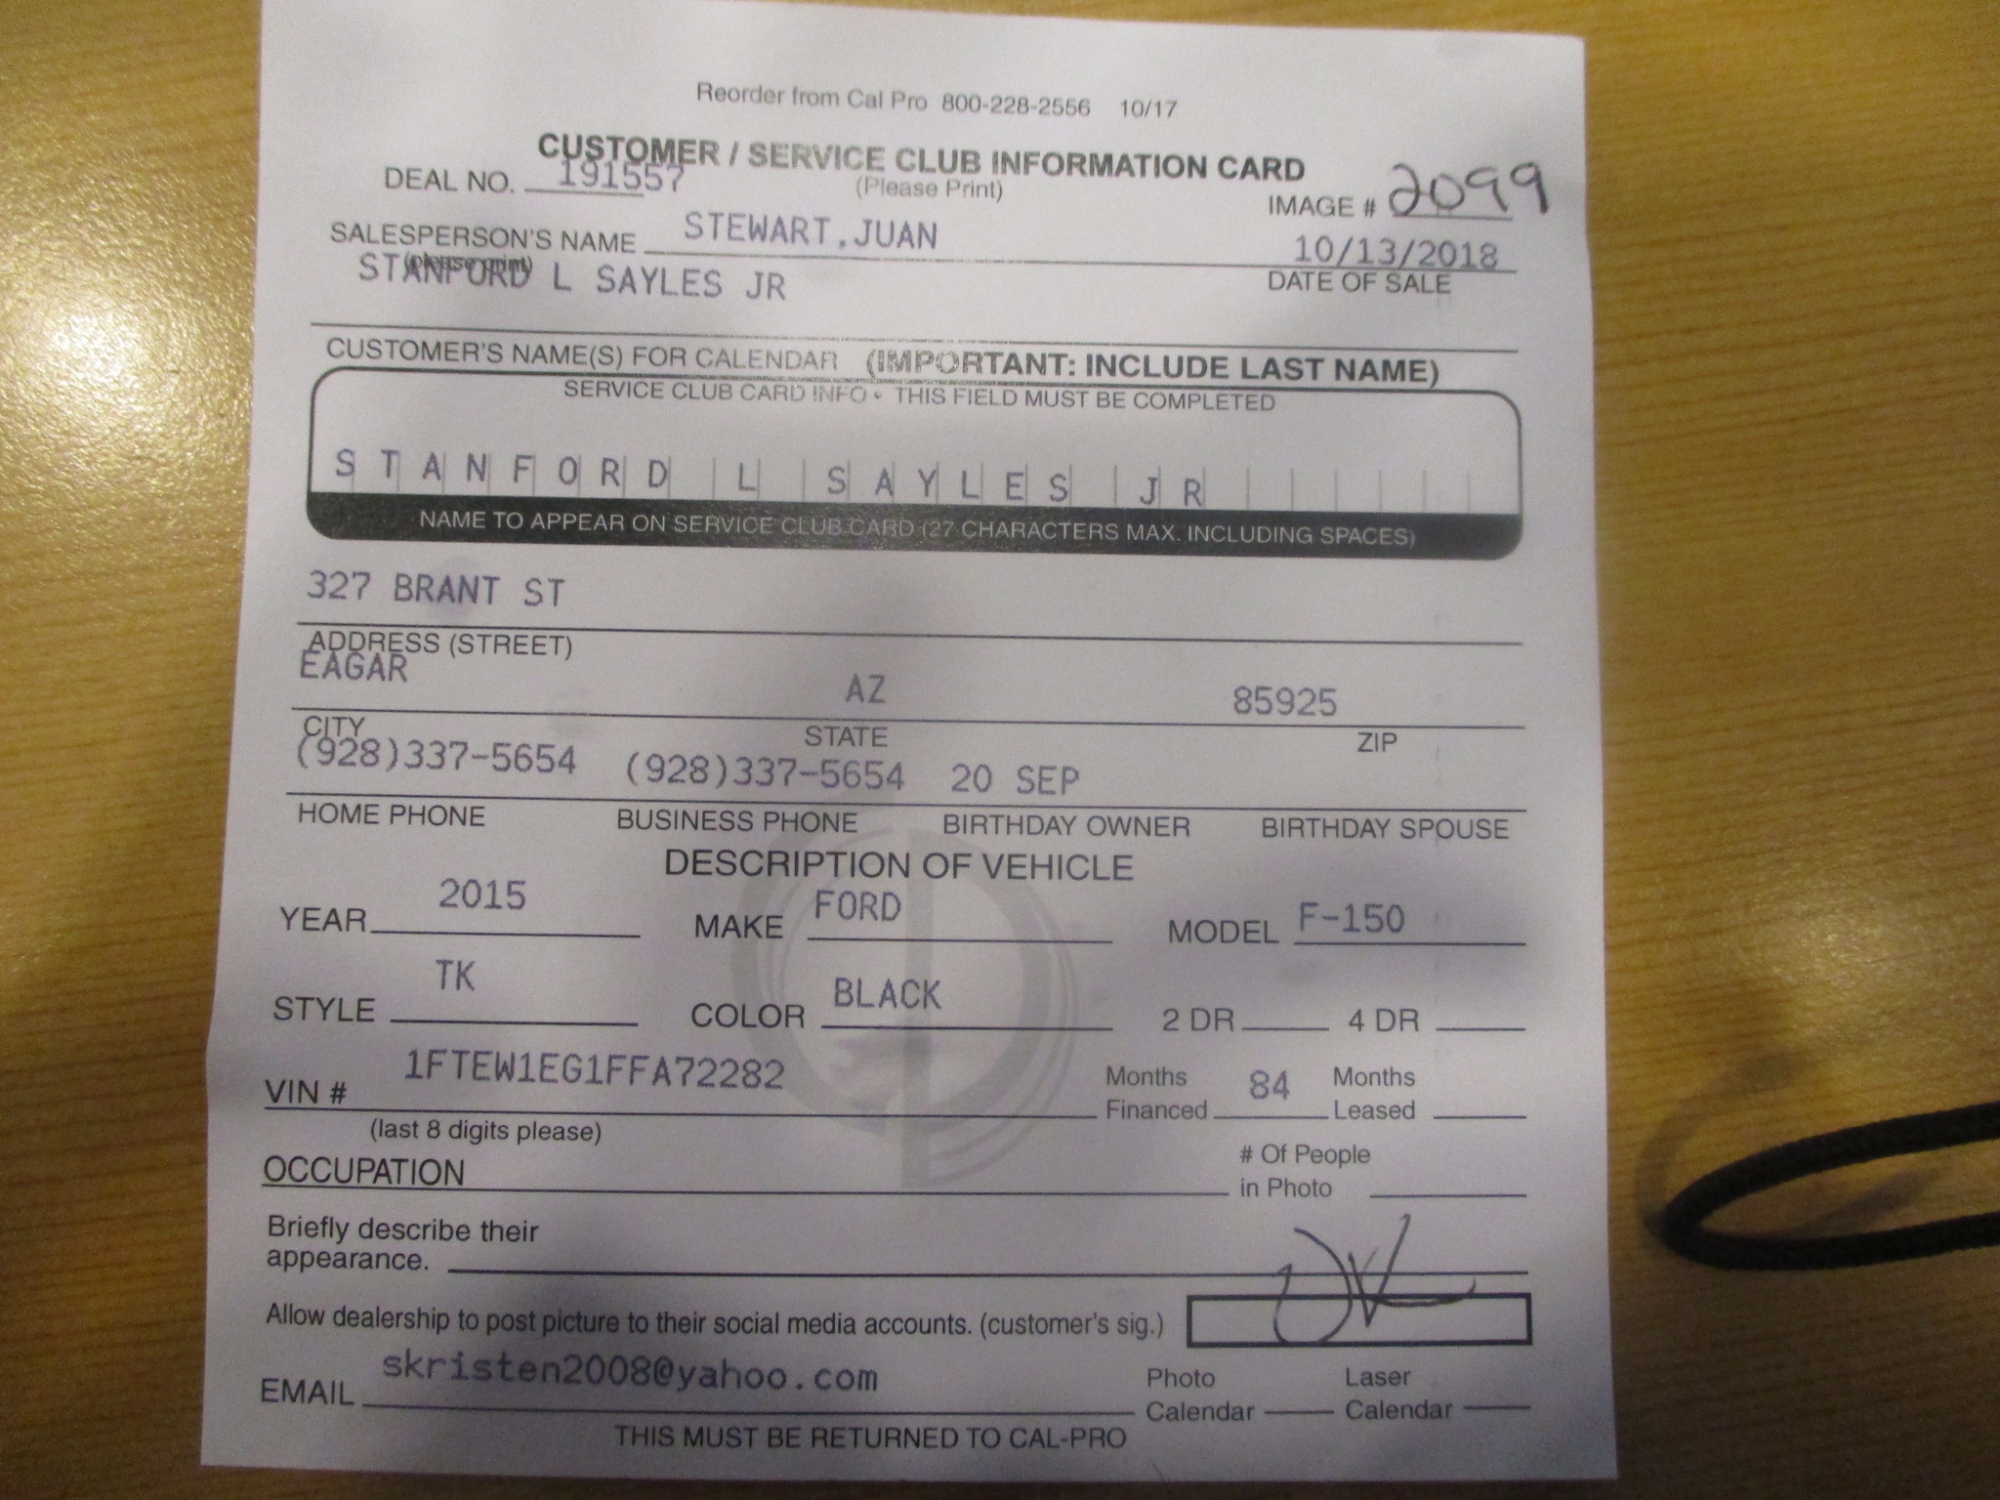 Reorder from Cal Pro 800-228-2556 10/17
CUSTOMER / SERVICE CLUB INFORMATION CARD
DEAL NO. 191557 (Please Print) IMAGE # 2099
SALESPERSON'S NAME STEWART,JUAN 10/13/2018
(please print) DATE OF SALE
STANFORD L SAYLES JR
CUSTOMER'S NAME(S) FOR CALENDAR (IMPORTANT: INCLUDE LAST NAME)
SERVICE CLUB CARD INFO • THIS FIELD MUST BE COMPLETED
STANFORD L SAYLES JR
NAME TO APPEAR ON SERVICE CLUB CARD (27 CHARACTERS MAX. INCLUDING SPACES)
327 BRANT ST
ADDRESS (STREET)
EAGAR AZ 85925
CITY STATE ZIP
(928)337-5654 (928)337-5654 20 SEP
HOME PHONE BUSINESS PHONE BIRTHDAY OWNER BIRTHDAY SPOUSE
DESCRIPTION OF VEHICLE
YEAR 2015 MAKE FORD MODEL F-150
STYLE TK COLOR BLACK 2 DR 4 DR
VIN # 1FTEW1EG1FFA72282 Months Financed 84 Months Leased
(last 8 digits please)
OCCUPATION # Of People in Photo
Briefly describe their
appearance.
Allow dealership to post picture to their social media accounts. (customer's sig.)
EMAIL skristen2008@yahoo.com Photo Calendar Laser Calendar
THIS MUST BE RETURNED TO CAL-PRO